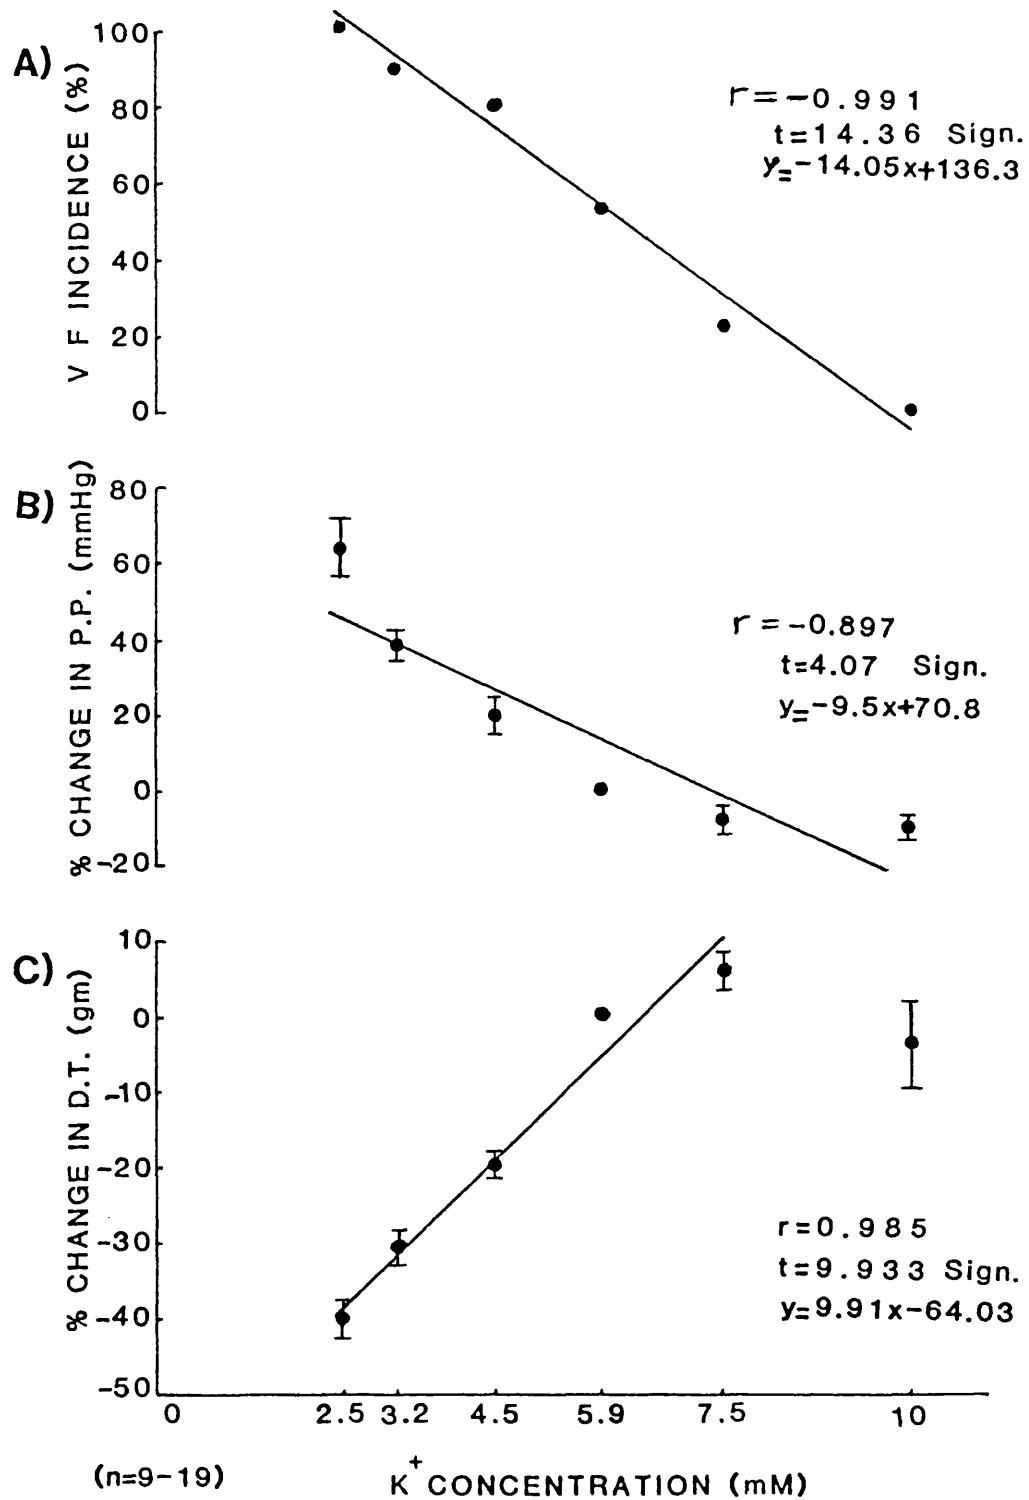 A)
V F INCIDENCE (%)
100
80
60
40
20
0
r=-0.991
t=14.36 Sign.
y=-14.05x+136.3
B)
% CHANGE IN P.P. (mmHg)
80
60
40
20
0
-20
r=-0.897
t=4.07 Sign.
y=-9.5x+70.8
C)
% CHANGE IN D.T. (gm)
10
0
-10
-20
-30
-40
-50
r=0.985
t=9.933 Sign.
y=9.91x-64.03
0 2.5 3.2 4.5 5.9 7.5 10
(n=9-19) K+ CONCENTRATION (mM)